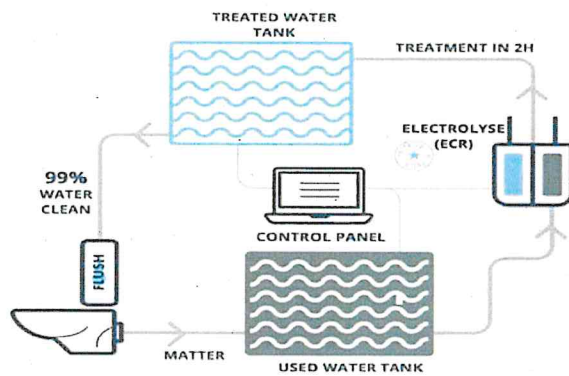 TREATED WATER
TANK
TREATMENT IN 2H
ELECTROLYSE
(ECR)
99%
WATER
CLEAN
CONTROL PANEL
FLUSH
MATTER
USED WATER TANK